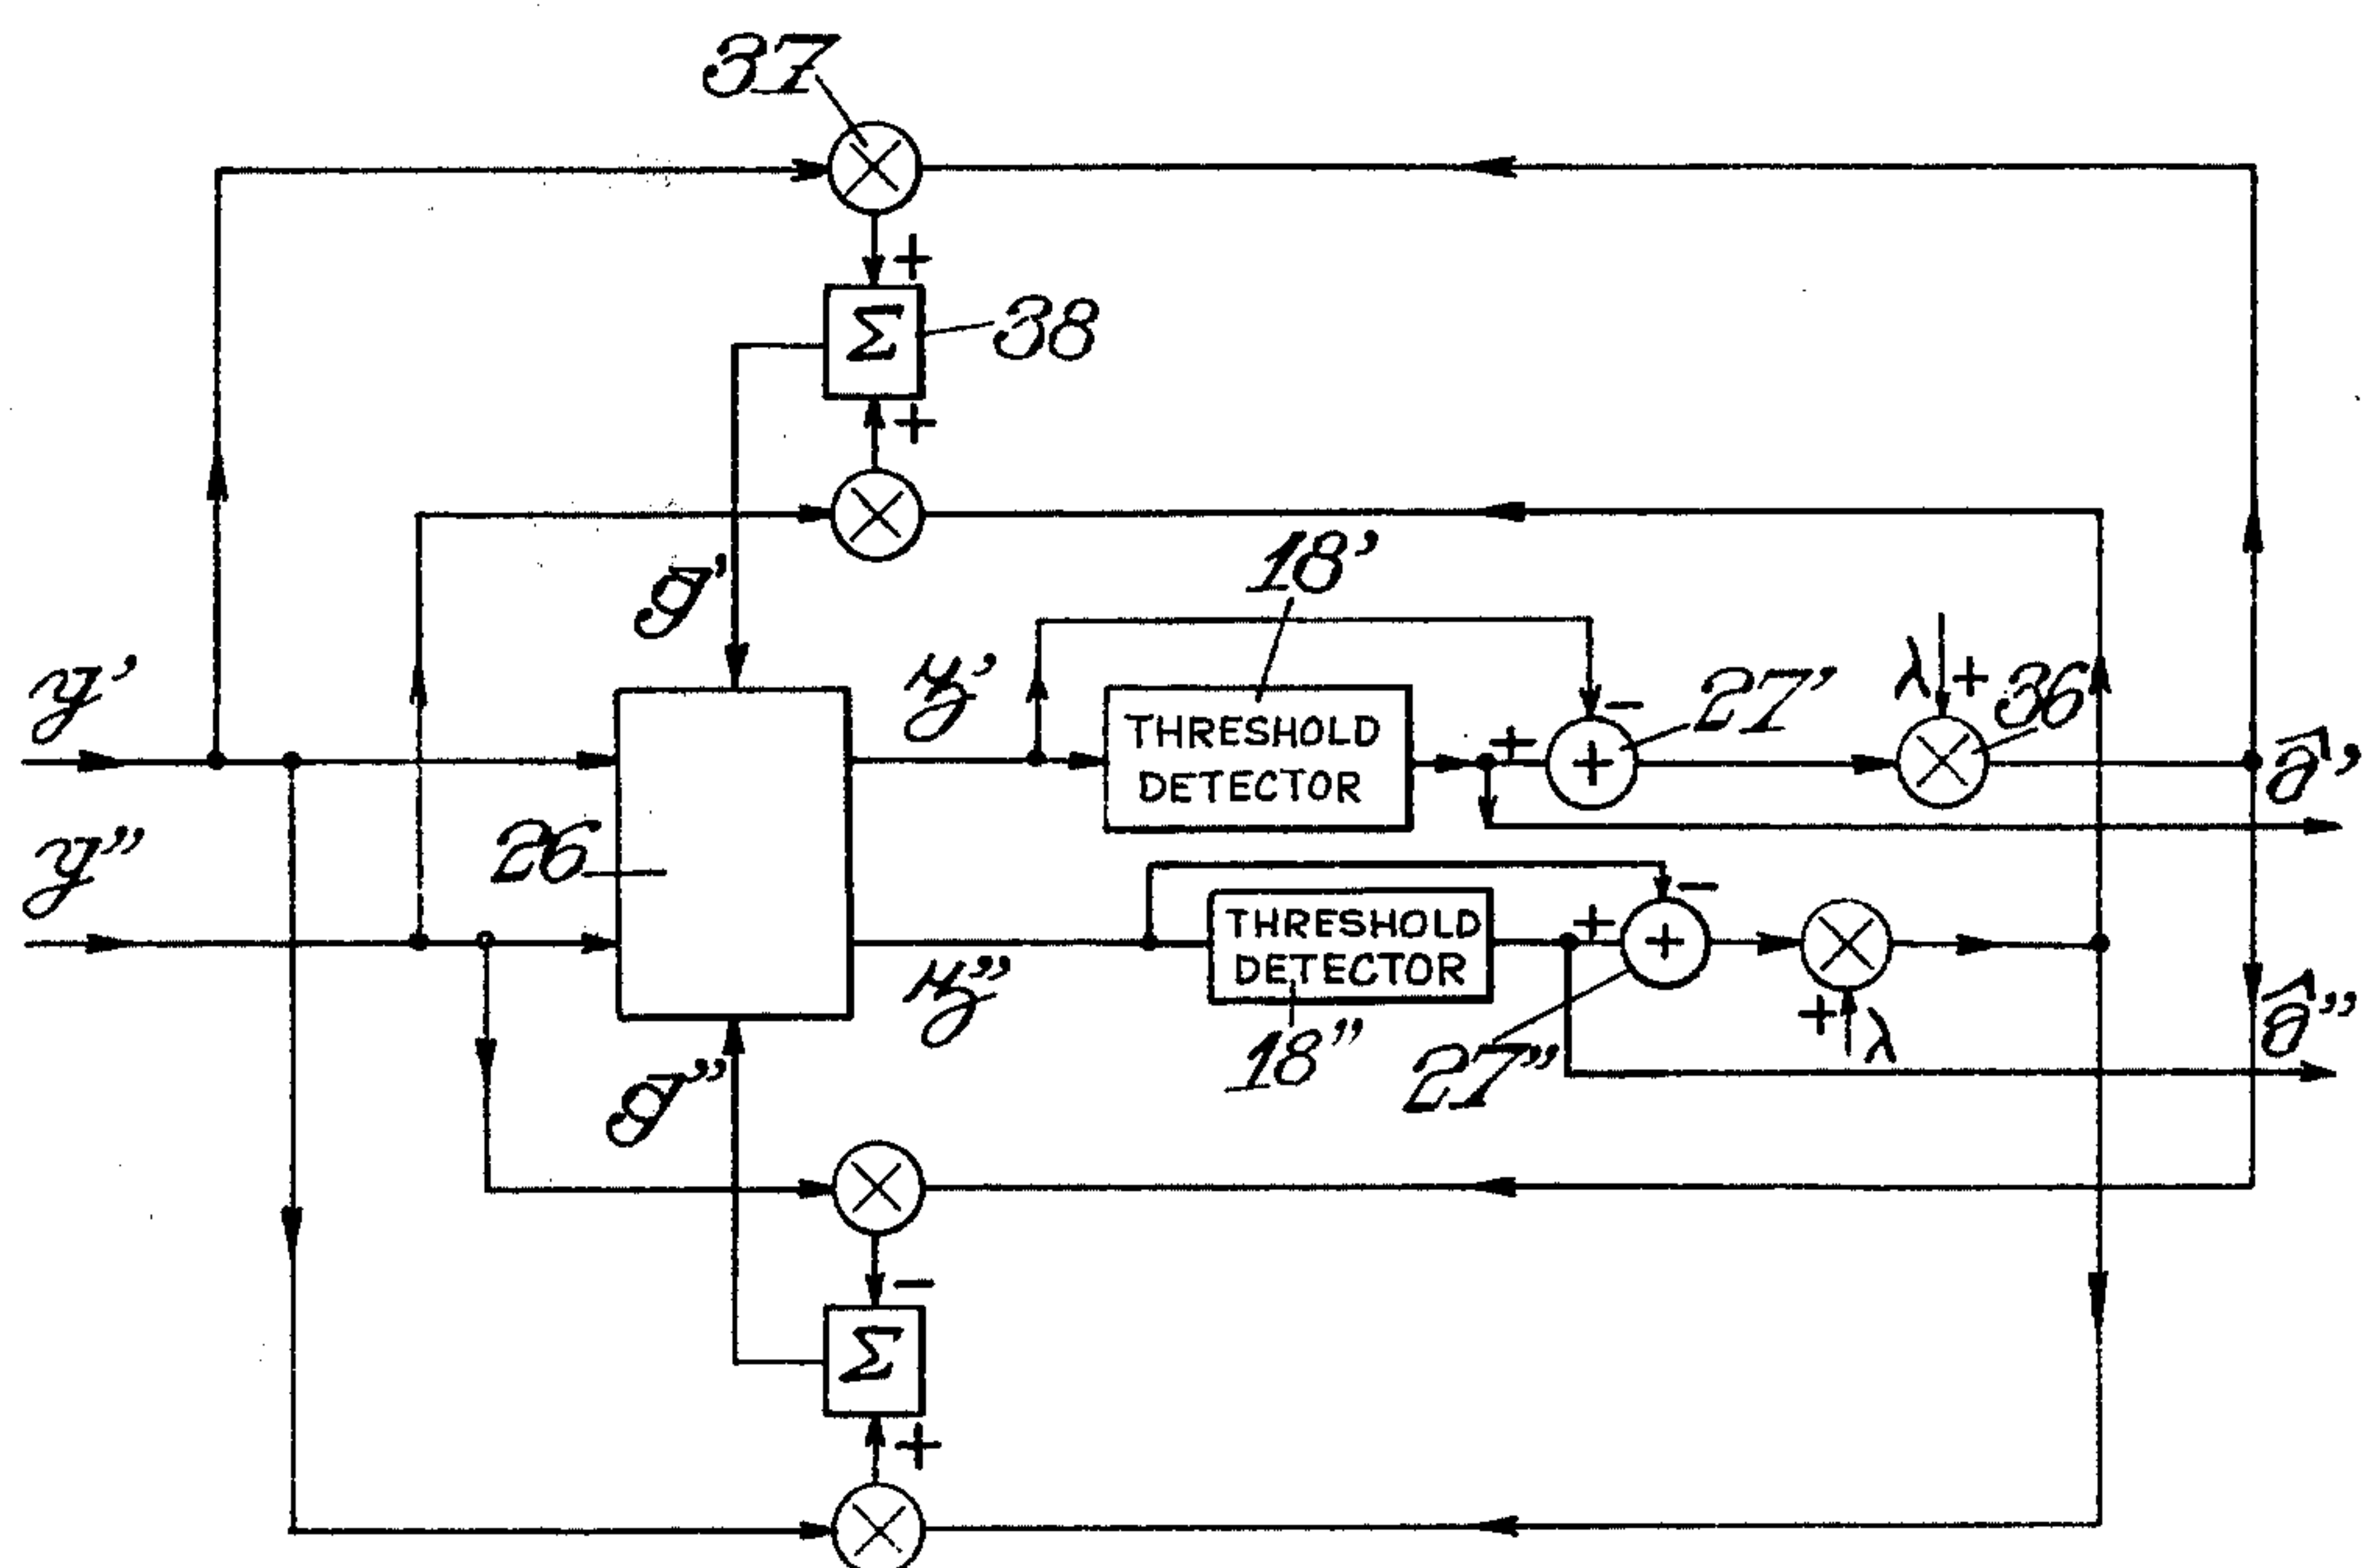 37
+
Σ
38
+
g'
18'
y'
z'
THRESHOLD
DETECTOR
+
−
+
27'
λ
+
36
â'
y''
26
z''
THRESHOLD
DETECTOR
18''
+
−
+
27''
+
λ
â''
g''
−
Σ
+